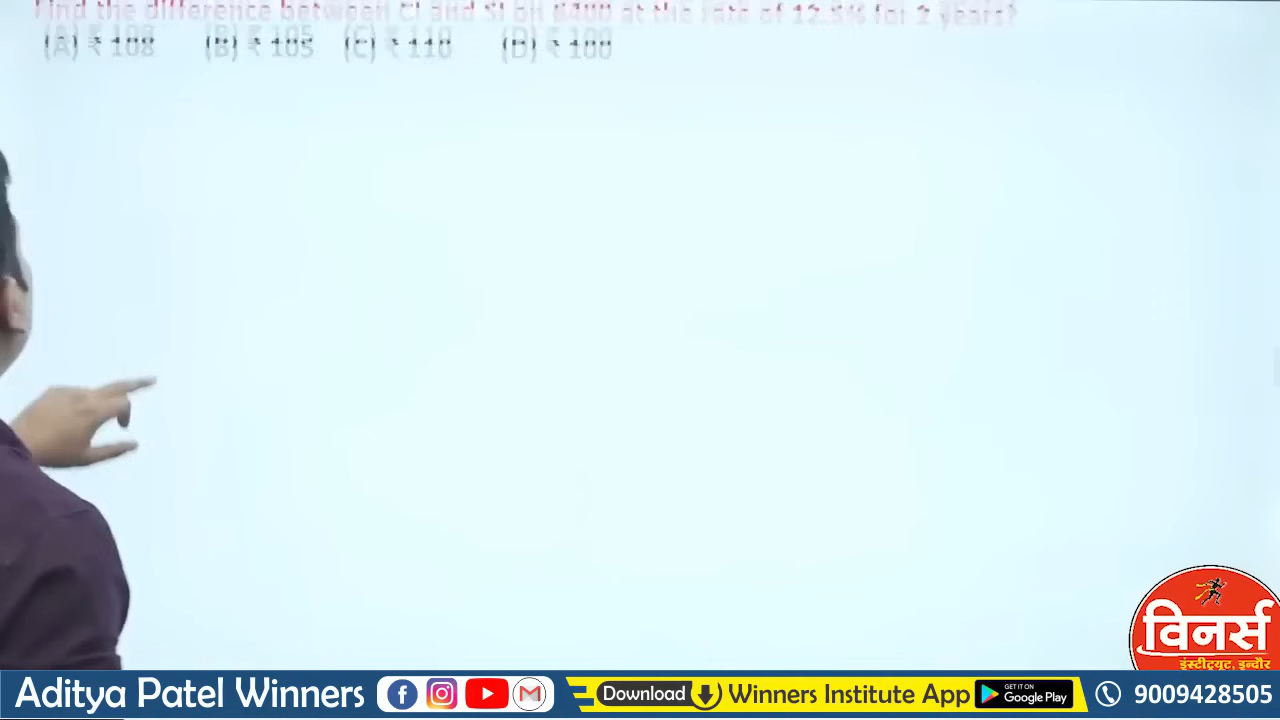 Find the difference between CI and SI on 6400 at the rate of 12.5% for 2 years?
(A) ₹ 108 (B) ₹ 105 (C) ₹ 110 (D) ₹ 100
विनर्स
इंस्टीट्यूट, इन्दौर
Aditya Patel Winners Download Winners Institute App GET IT ON Google Play 9009428505